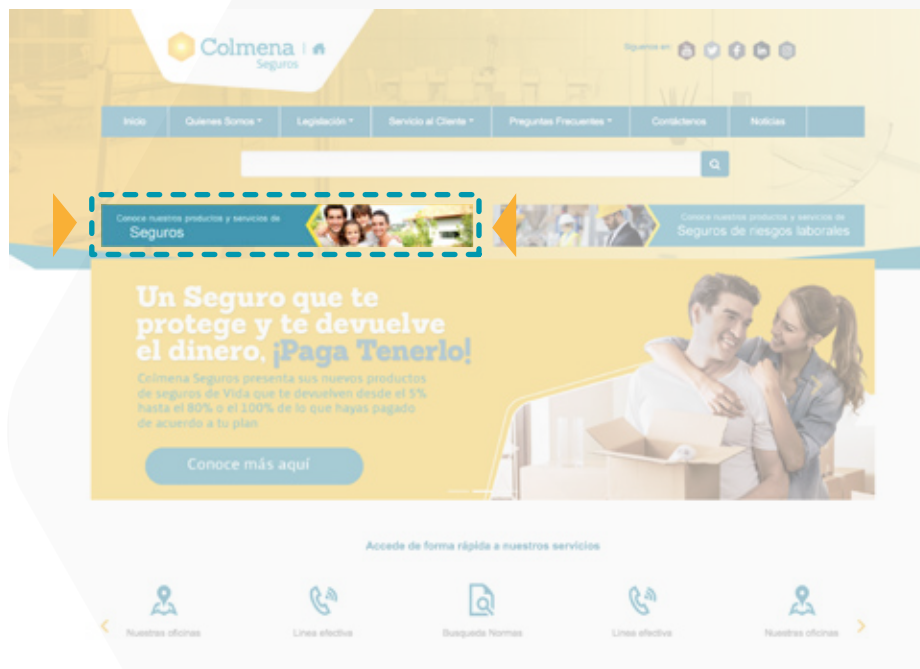 Colmena
Seguros
Síguenos en:
Inicio
Quienes Somos
Legislación
Servicio al Cliente
Preguntas Frecuentes
Contáctenos
Noticias
Conoce nuestros productos y servicios de
Seguros
Conoce nuestros productos y servicios de
Seguros de riesgos laborales
Un Seguro que te
protege y te devuelve
el dinero, ¡Paga Tenerlo!
Colmena Seguros presenta sus nuevos productos
de seguros de Vida que te devuelven desde el 5%
hasta el 80% o el 100% de lo que hayas pagado
de acuerdo a tu plan
Conoce más aquí
Accede de forma rápida a nuestros servicios
Nuestras oficinas
Linea efectiva
Busqueda Normas
Linea efectiva
Nuestras oficinas